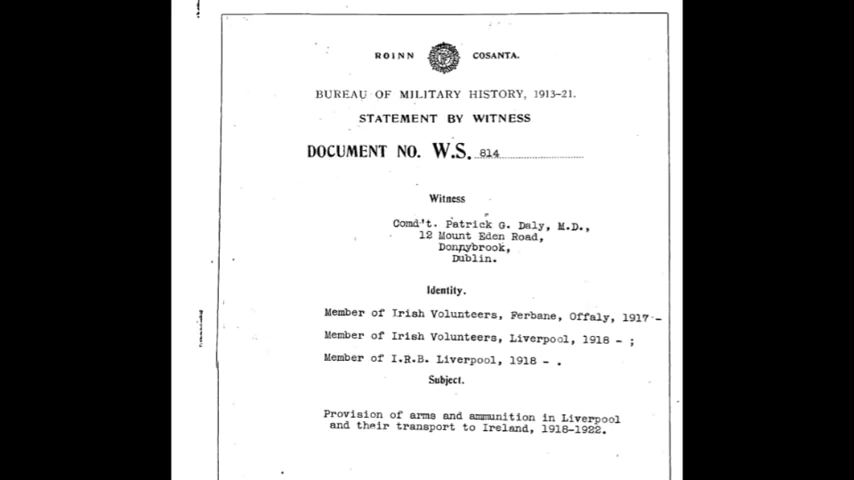 ROINN COSANTA.
BUREAU OF MILITARY HISTORY, 1913-21.
STATEMENT BY WITNESS
DOCUMENT NO. W.S. 814
Witness
Comd't. Patrick G. Daly, M.D.,
12 Mount Eden Road,
Donnybrook,
Dublin.
Identity.
Member of Irish Volunteers, Ferbane, Offaly, 1917 -
Member of Irish Volunteers, Liverpool, 1918 - ;
Member of I.R.B. Liverpool, 1918 - .
Subject.
Provision of arms and ammunition in Liverpool
and their transport to Ireland, 1918-1922.